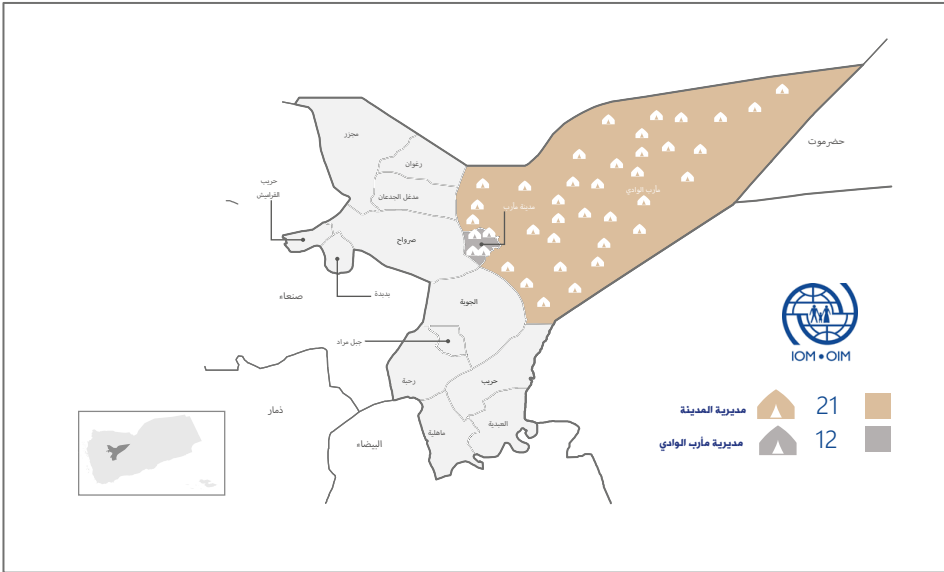 مجزر
رغوان
حضرموت
حريب
القراميش
مدغل الجدعان
مأرب الوادي
مدينة مأرب
صرواح
صنعاء
بدبدة
الجوبة
جبل مراد
رحبة
حريب
ذمار
ماهلية
العبدية
البيضاء
IOM • OIM
مديرية المدينة 21
مديرية مأرب الوادي 12